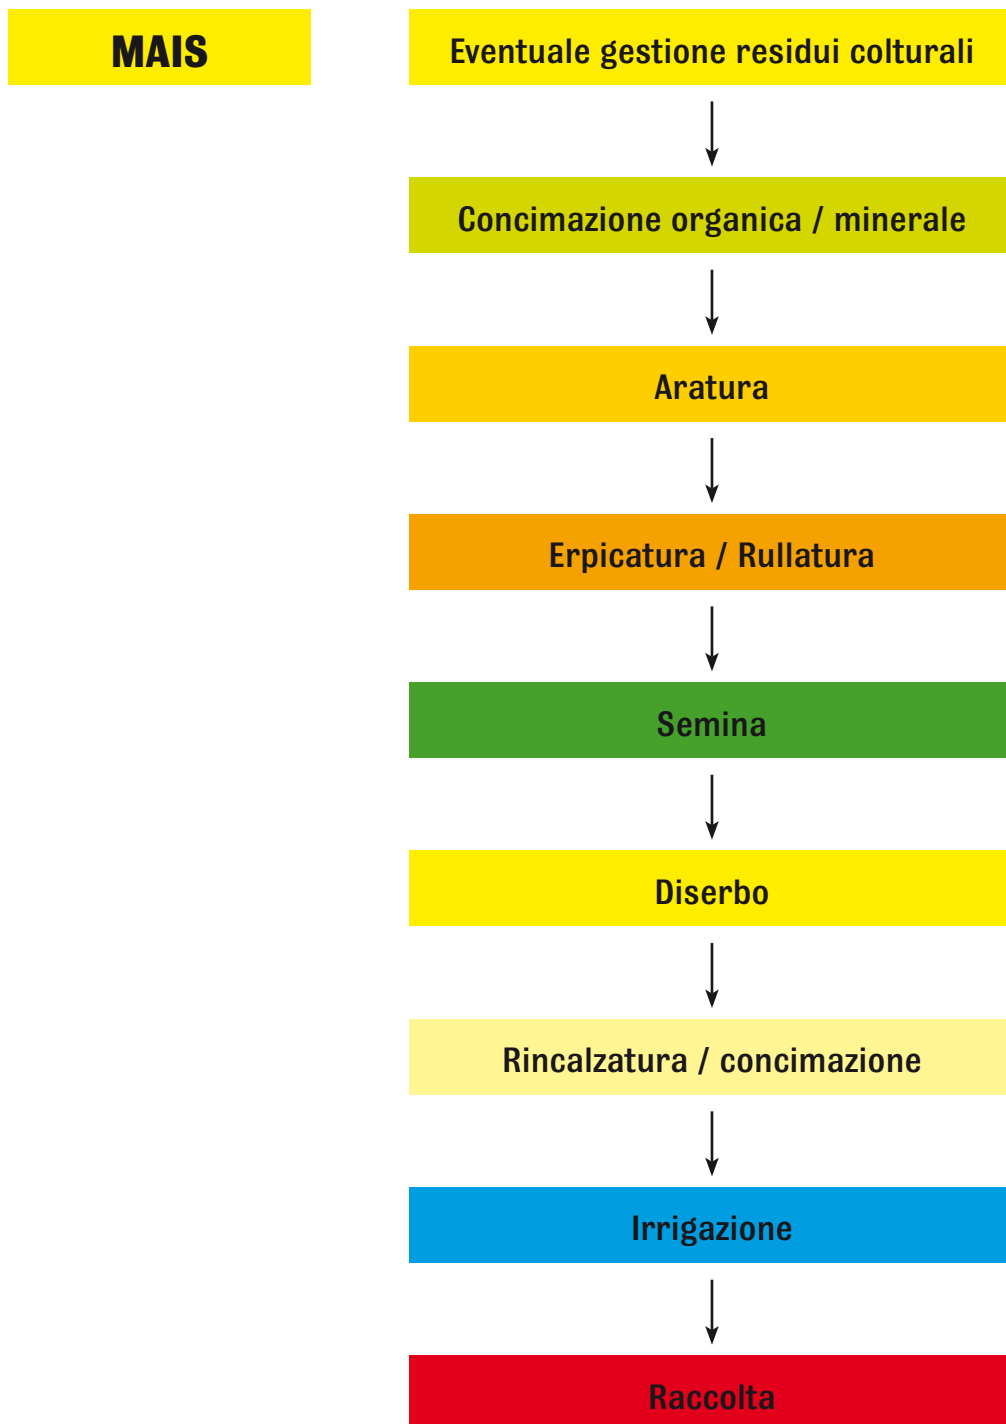 MAIS
Eventuale gestione residui colturali
Concimazione organica / minerale
Aratura
Erpicatura / Rullatura
Semina
Diserbo
Rincalzatura / concimazione
Irrigazione
Raccolta